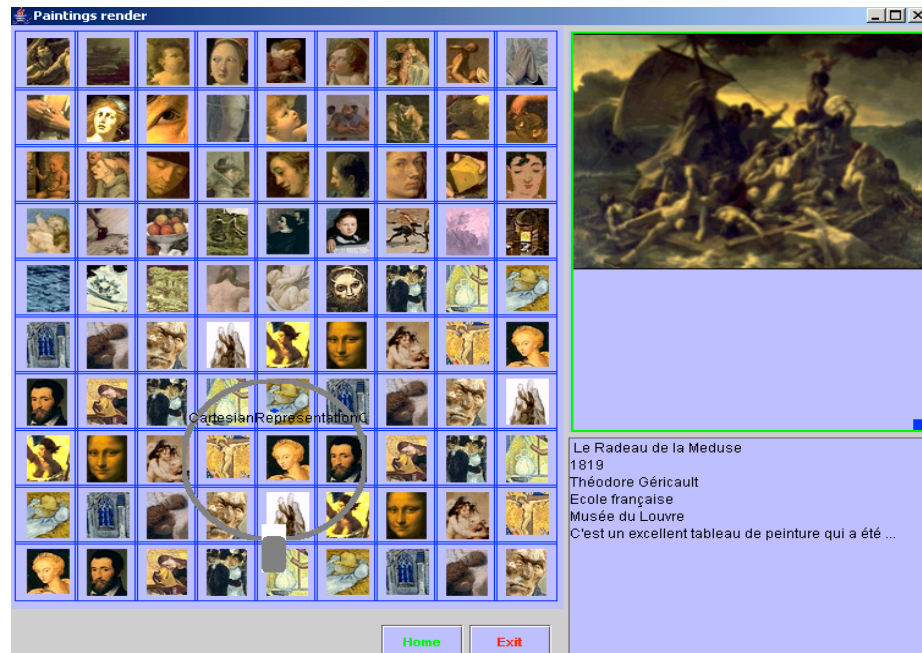 Paintings render
CartesianRepresentation
Le Radeau de la Meduse
1819
Théodore Géricault
Ecole française
Musée du Louvre
C'est un excellent tableau de peinture qui a été ...
Home
Exit